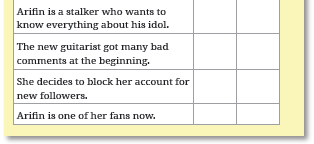 Arifin is a stalker who wants to
know everything about his idol.
The new guitarist got many bad
comments at the beginning.
She decides to block her account for
new followers.
Arifin is one of her fans now.